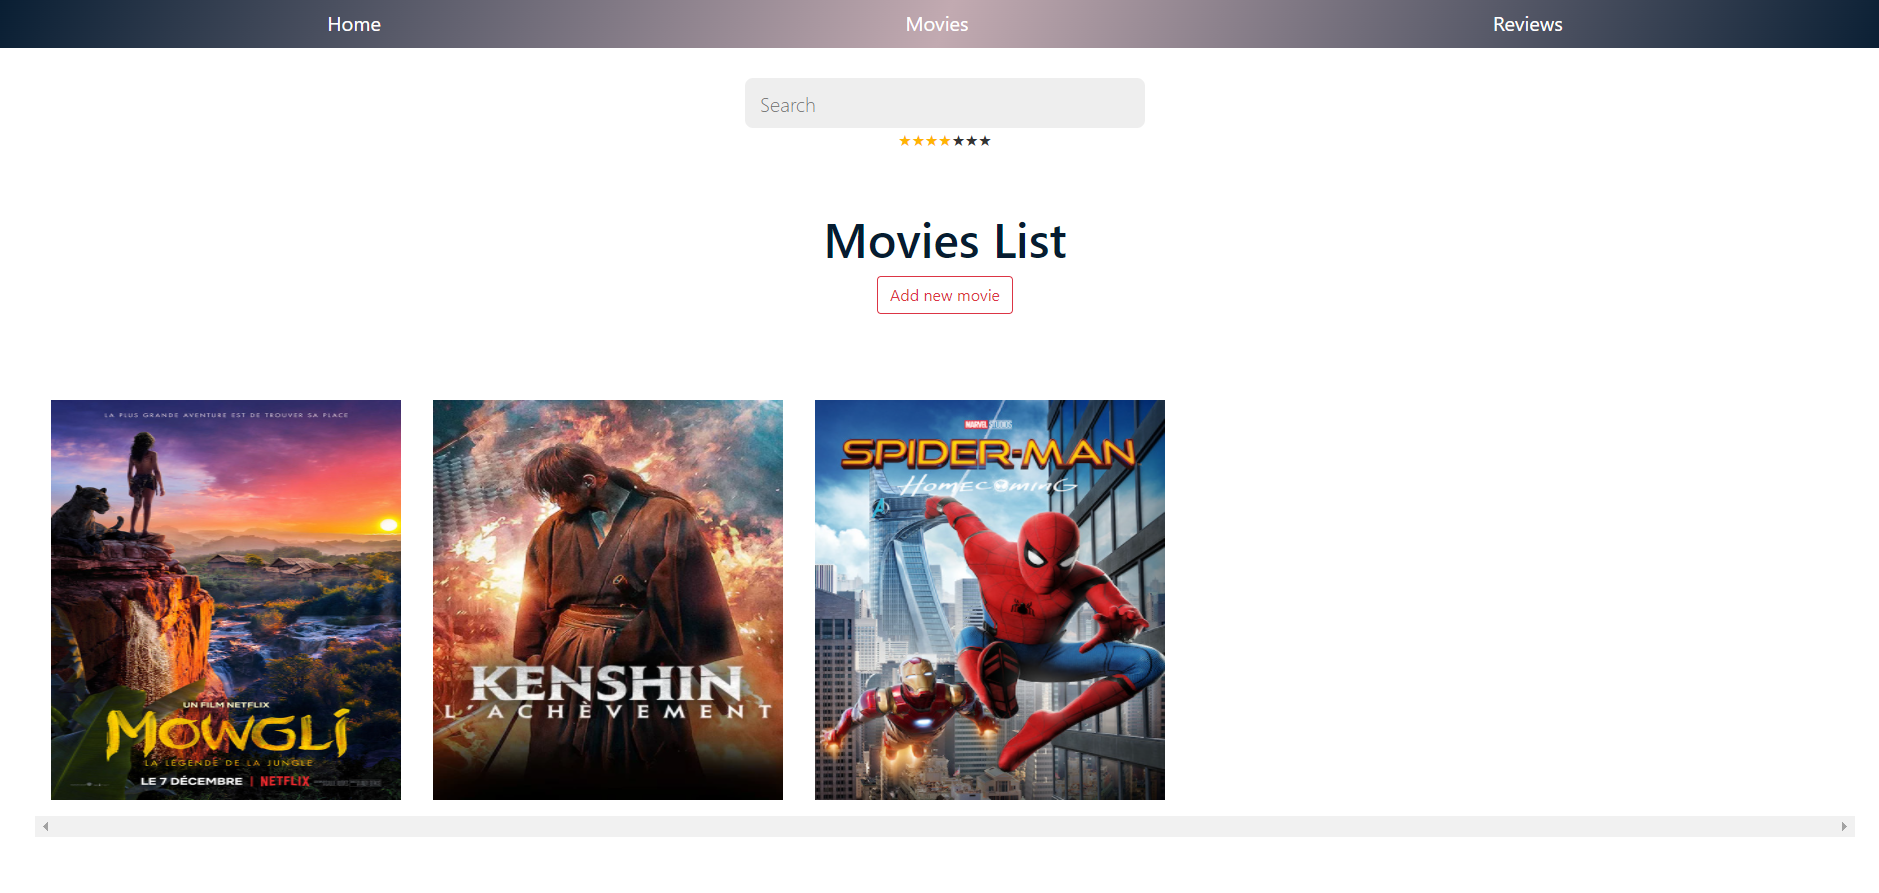 Home
Movies
Reviews
Search
Movies List
Add new movie
LA PLUS GRANDE AVENTURE EST DE TROUVER SA PLACE
UN FILM NETFLIX
MOWGLI
LA LÉGENDE DE LA JUNGLE
LE 7 DÉCEMBRE | NETFLIX
KENSHIN
L'ACHÈVEMENT
MARVEL STUDIOS
SPIDER-MAN
HOMECOMING